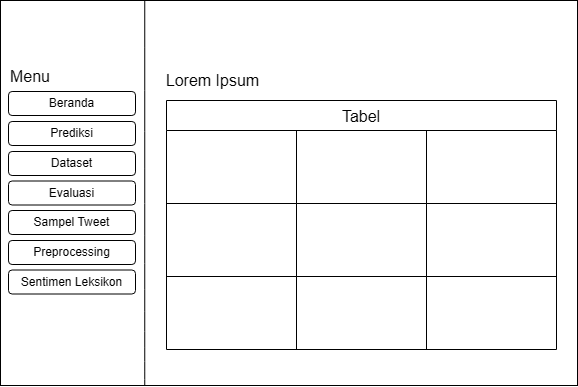 Menu
Beranda
Prediksi
Dataset
Evaluasi
Sampel Tweet
Preprocessing
Sentimen Leksikon
Lorem Ipsum
Tabel